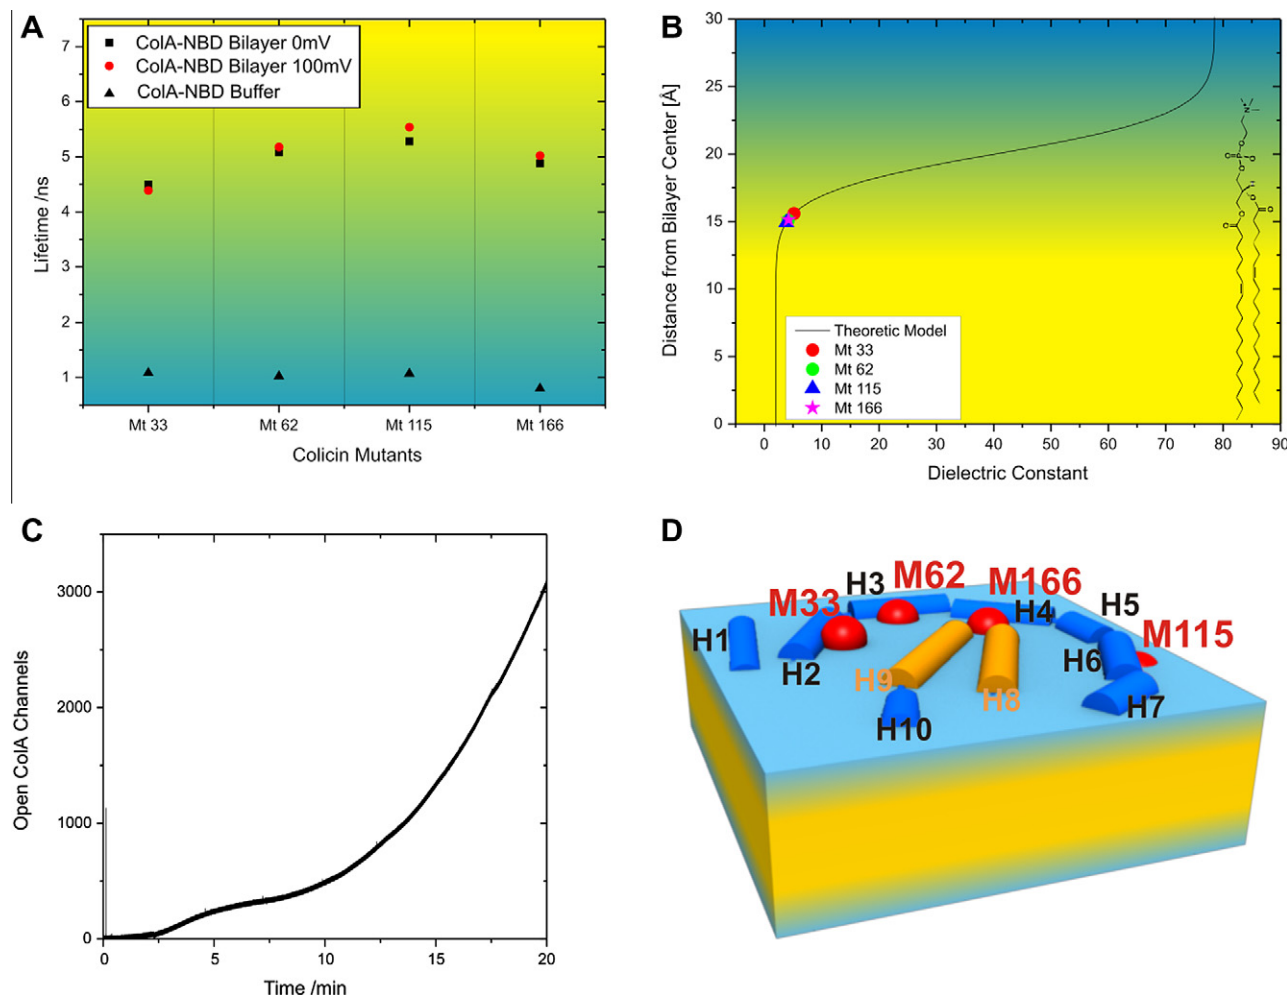 A
ColA-NBD Bilayer 0mV
ColA-NBD Bilayer 100mV
ColA-NBD Buffer
7
6
5
4
3
2
1
Lifetime /ns
Mt 33 Mt 62 Mt 115 Mt 166
Colicin Mutants
B
30
25
20
15
10
5
0
Distance from Bilayer Center [Å]
Theoretic Model
Mt 33
Mt 62
Mt 115
Mt 166
0 10 20 30 40 50 60 70 80 90
Dielectric Constant
C
3000
2000
1000
0
Open ColA Channels
0 5 10 15 20
Time /min
D
H3 M62 M166
M33 H4 H5
H1 M115
H2 H9 H8 H6
H10 H7